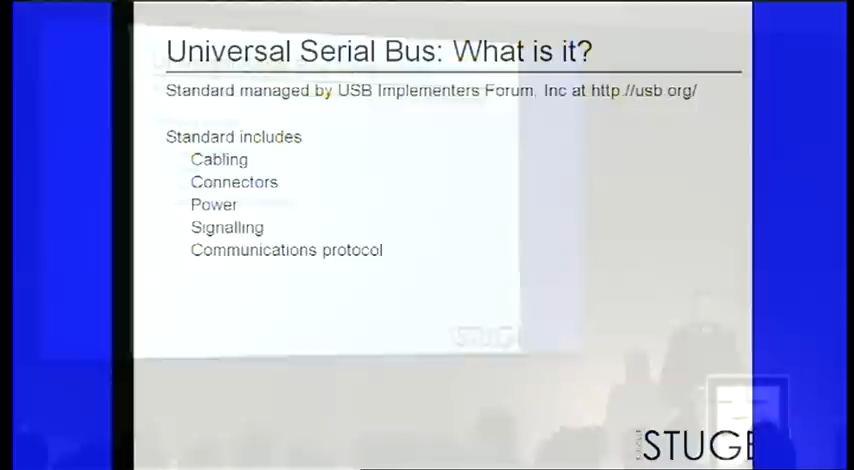 Universal Serial Bus: What is it?
Standard managed by USB Implementers Forum, Inc at http://usb org/
Standard includes
Cabling
Connectors
Power
Signalling
Communications protocol
STUGE